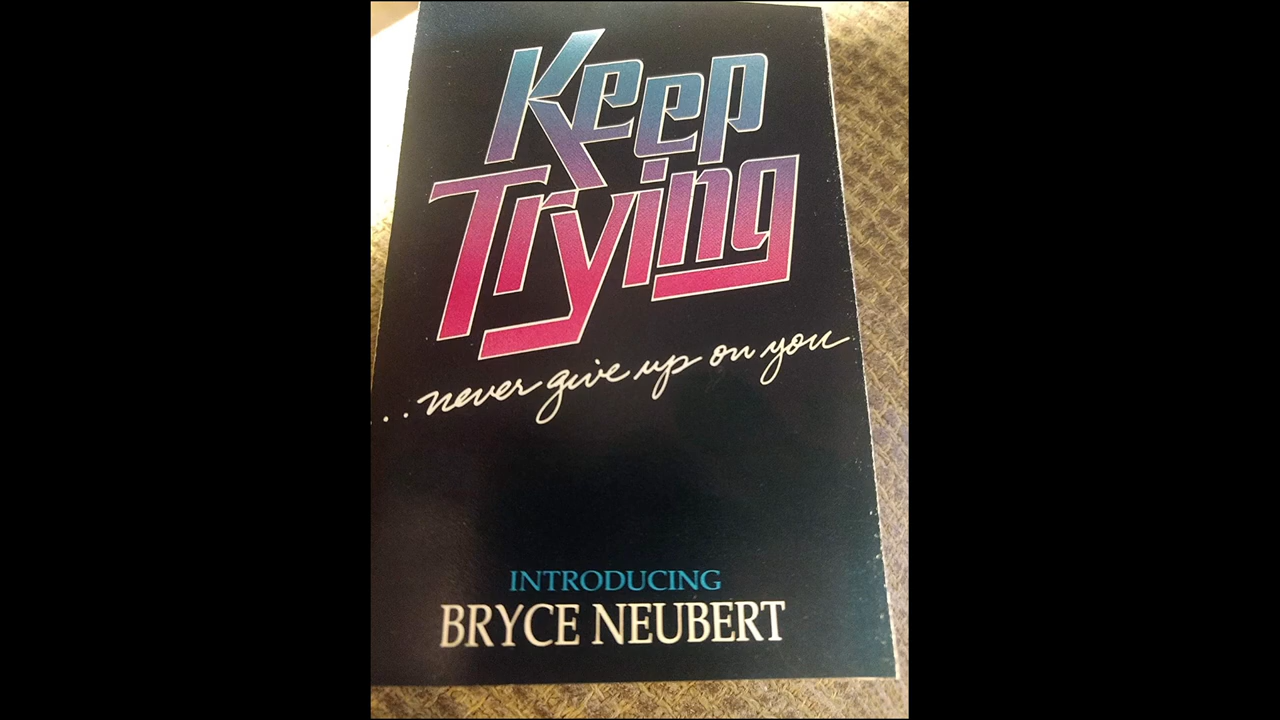 Keep
Trying
...never give up on you
INTRODUCING
BRYCE NEUBERT